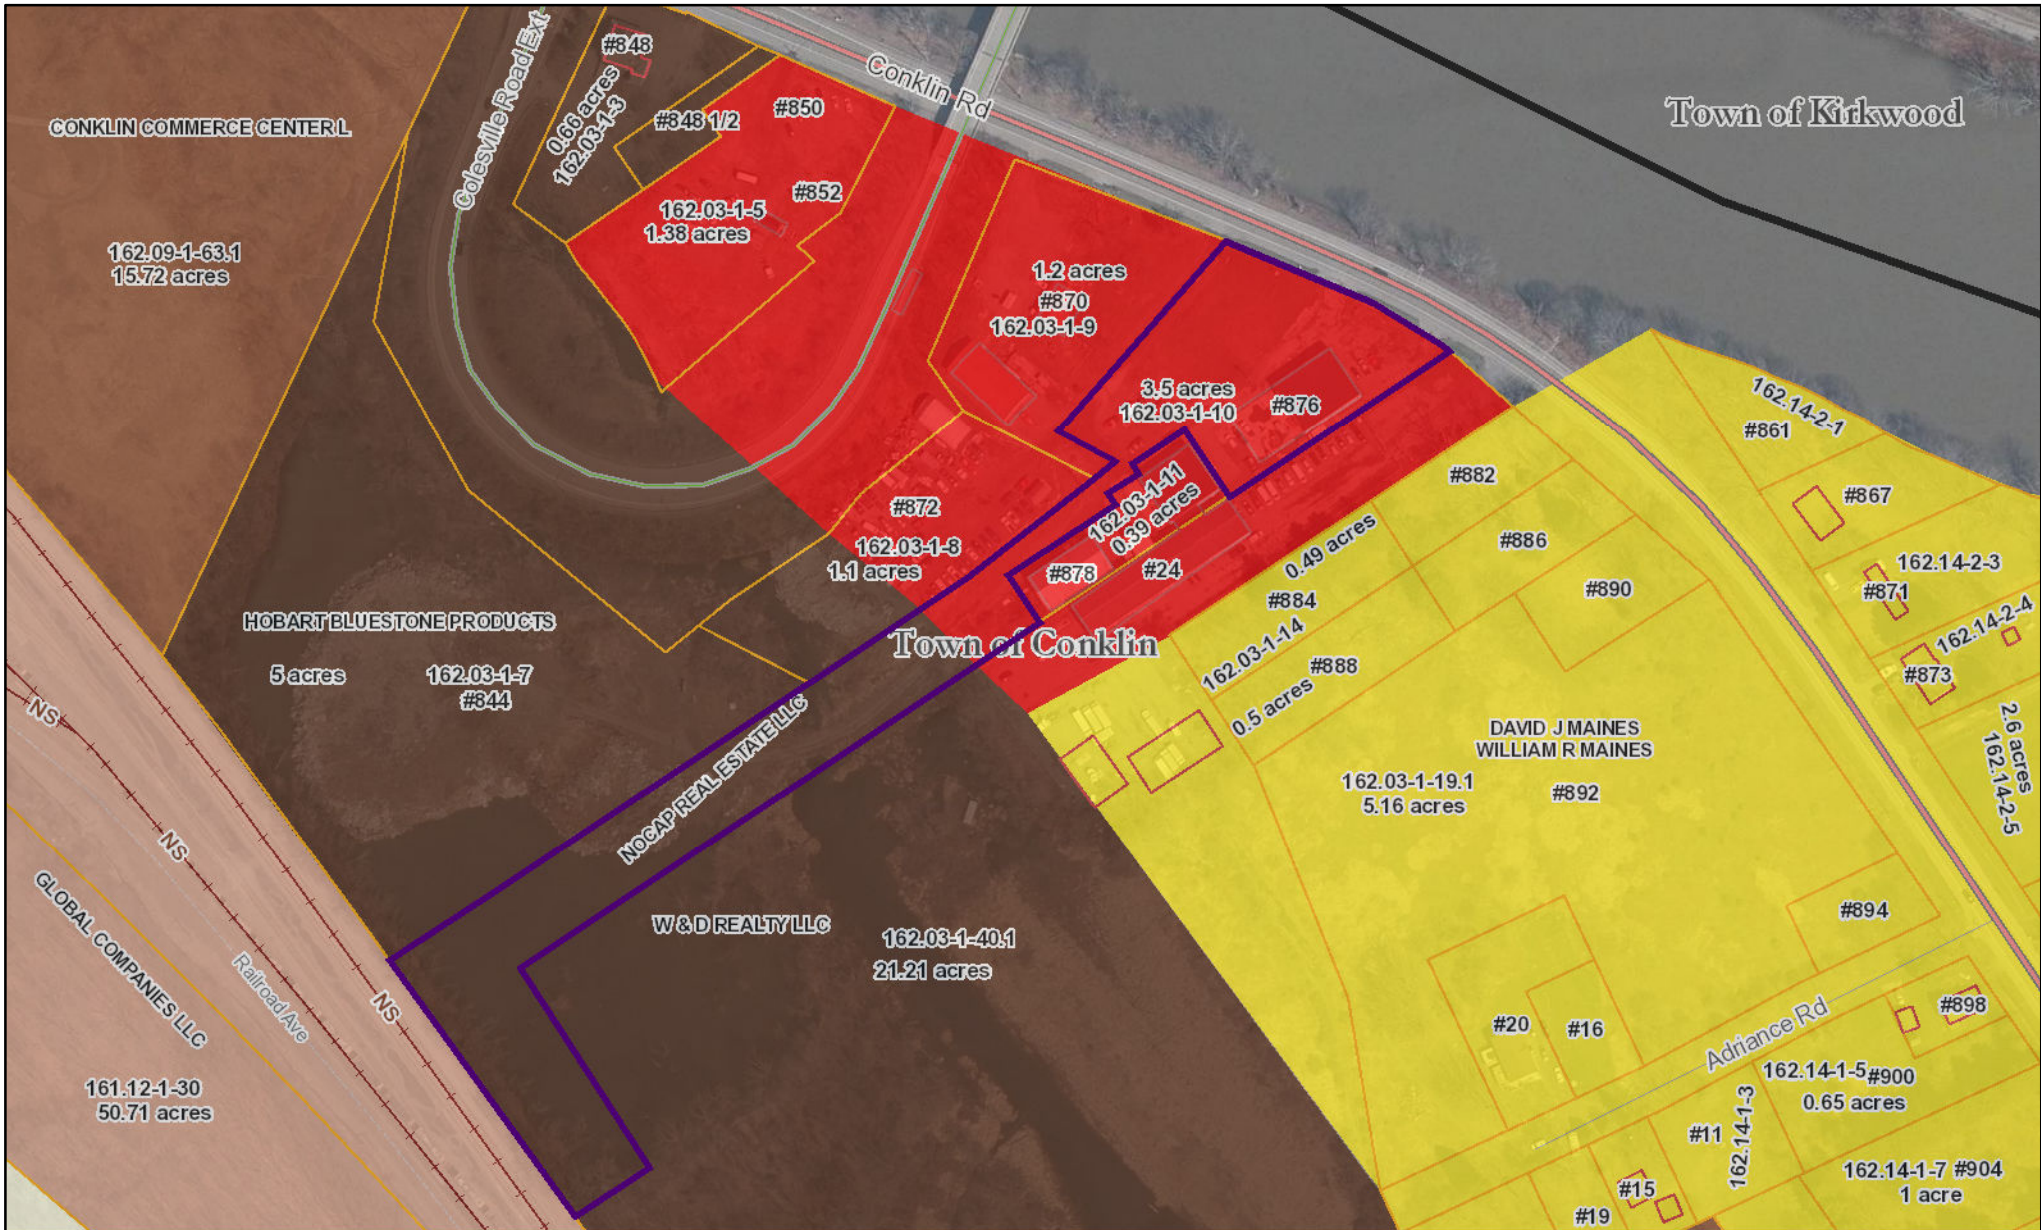 #848
Colesville Road Ext
0.66 acres
162.03-1-3
#848 1/2
#850
#852
162.03-1-5
1.38 acres
Conklin Rd
Town of Kirkwood
CONKLIN COMMERCE CENTER L
162.09-1-63.1
15.72 acres
1.2 acres
#870
162.03-1-9
3.5 acres
162.03-1-10
#876
162.03-1-11
0.39 acres
#872
162.03-1-8
1.1 acres
#878
#24
Town of Conklin
HOBART BLUESTONE PRODUCTS
5 acres
162.03-1-7
#844
NOCAP REAL ESTATE LLC
W & D REALTY LLC
162.03-1-40.1
21.21 acres
NS
NS
NS
Railroad Ave
GLOBAL COMPANIES LLC
161.12-1-30
50.71 acres
162.14-2-1
#861
#867
162.14-2-3
#871
162.14-2-4
#873
2.6 acres
162.14-2-5
#882
0.49 acres
#884
162.03-1-14
#886
#890
#888
0.5 acres
DAVID J MAINES
WILLIAM R MAINES
162.03-1-19.1
5.16 acres
#892
#894
#20
#16
Adriance Rd
#898
162.14-1-5
#900
0.65 acres
#11
162.14-1-3
#15
#19
162.14-1-7 #904
1 acre